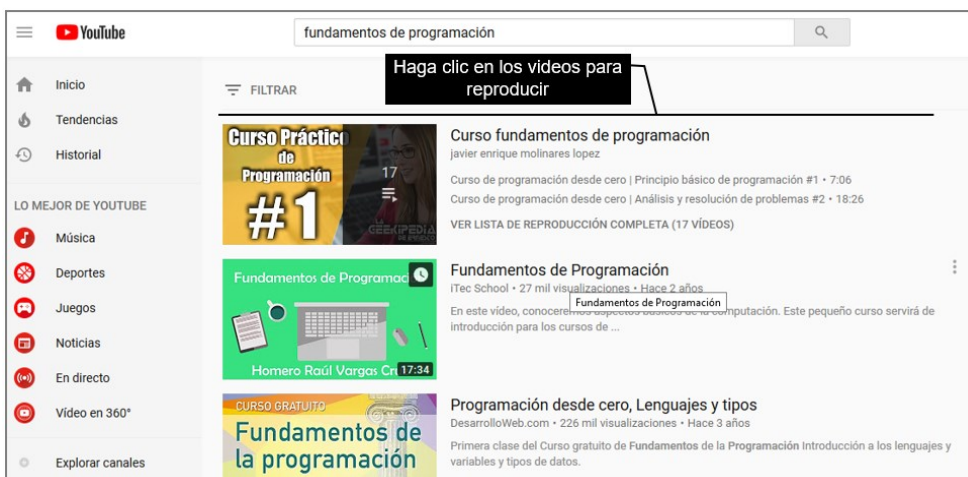 YouTube
fundamentos de programación
Haga clic en los videos para
reproducir
FILTRAR
Inicio
Tendencias
Historial
LO MEJOR DE YOUTUBE
Música
Deportes
Juegos
Noticias
En directo
Vídeo en 360°
Explorar canales
Curso Práctico
de
Programación
#1
17
GEEKIPEDIA
Curso fundamentos de programación
javier enrique molinares lopez
Curso de programación desde cero | Principio básico de programación #1 • 7:06
Curso de programación desde cero | Análisis y resolución de problemas #2 • 18:26
VER LISTA DE REPRODUCCIÓN COMPLETA (17 VÍDEOS)
Fundamentos de Programac
Homero Raúl Vargas Cru
17:34
Fundamentos de Programación
iTec School • 27 mil visualizaciones • Hace 2 años
Fundamentos de Programación
En este vídeo, conoceremos aspectos básicos de la computación. Este pequeño curso servirá de
introducción para los cursos de ...
CURSO GRATUITO
Fundamentos de
la programación
Programación desde cero, Lenguajes y tipos
DesarrolloWeb.com • 226 mil visualizaciones • Hace 3 años
Primera clase del Curso gratuito de Fundamentos de la Programación Introducción a los lenguajes y
variables y tipos de datos.